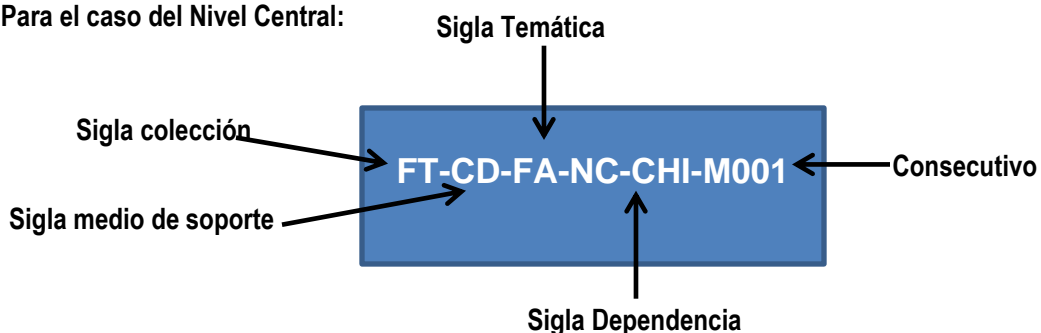 Para el caso del Nivel Central:
Sigla Temática
Sigla colección
FT-CD-FA-NC-CHI-M001
Consecutivo
Sigla medio de soporte
Sigla Dependencia